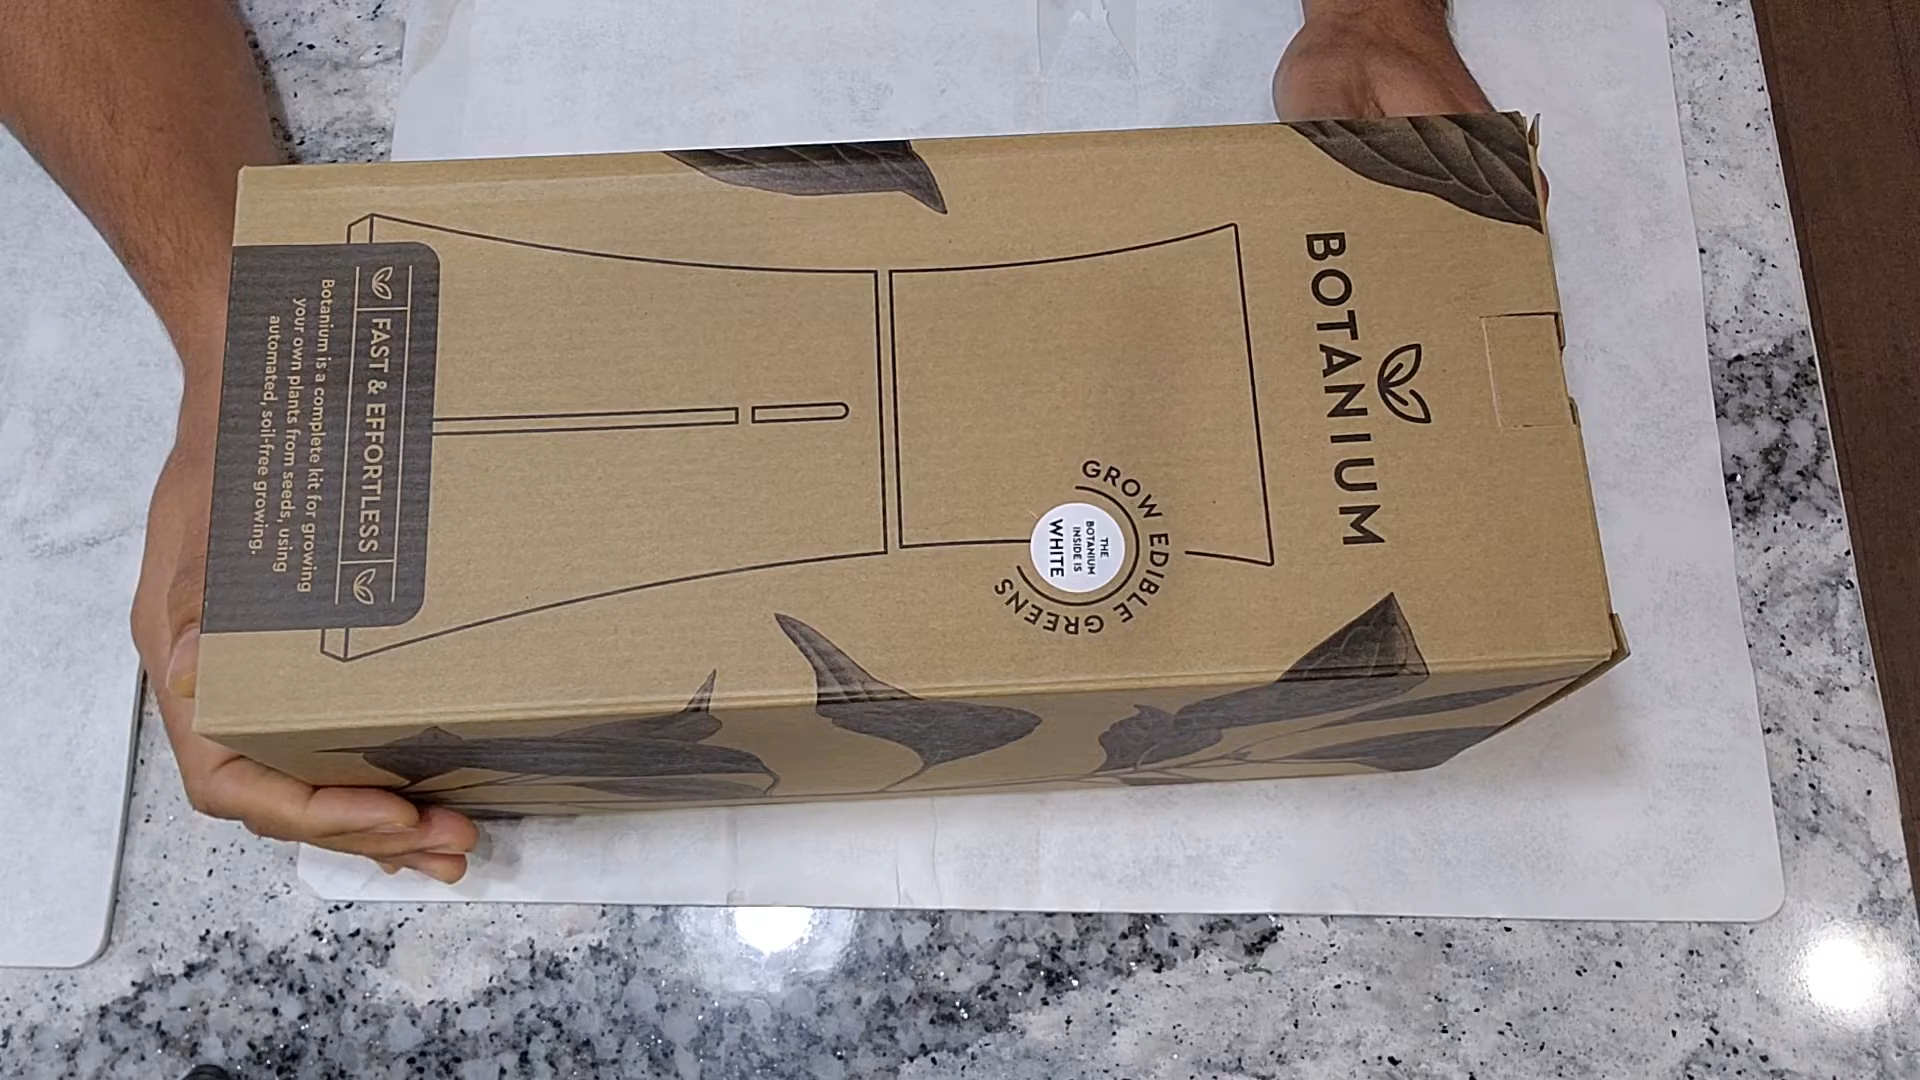 BOTANIUM
GROW EDIBLE GREENS
THE
BOTANIUM
INSIDE IS
WHITE
FAST & EFFORTLESS
Botanium is a complete kit for growing
your own plants from seeds, using
automated, soil-free growing.